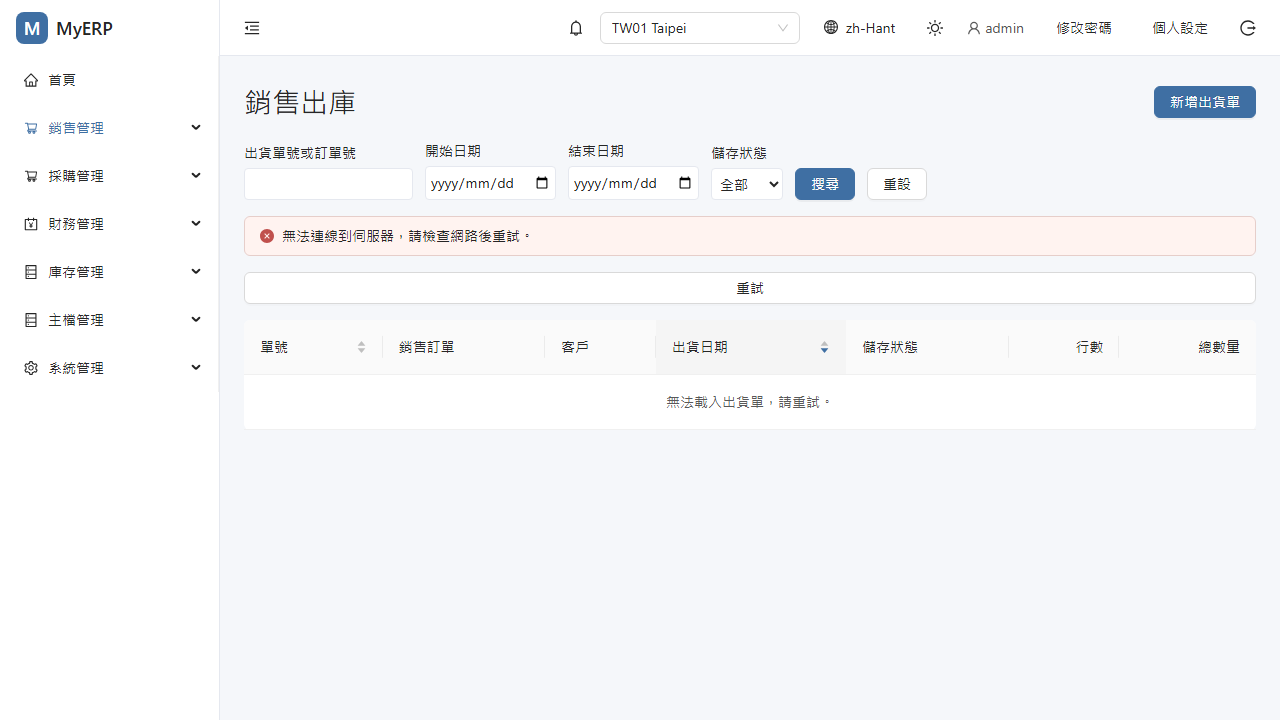 M MyERP
TW01 Taipei
zh-Hant
admin
修改密碼
個人設定
首頁
銷售管理
採購管理
財務管理
庫存管理
主檔管理
系統管理
銷售出庫
新增出貨單
出貨單號或訂單號
開始日期
結束日期
儲存狀態
yyyy/mm/dd
yyyy/mm/dd
全部
搜尋
重設
無法連線到伺服器，請檢查網路後重試。
重試
單號 銷售訂單 客戶 出貨日期 儲存狀態 行數 總數量
無法載入出貨單，請重試。